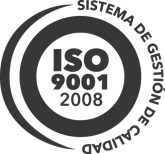 SISTEMA DE GESTIÓN DE CALIDAD
ISO
9001
2008